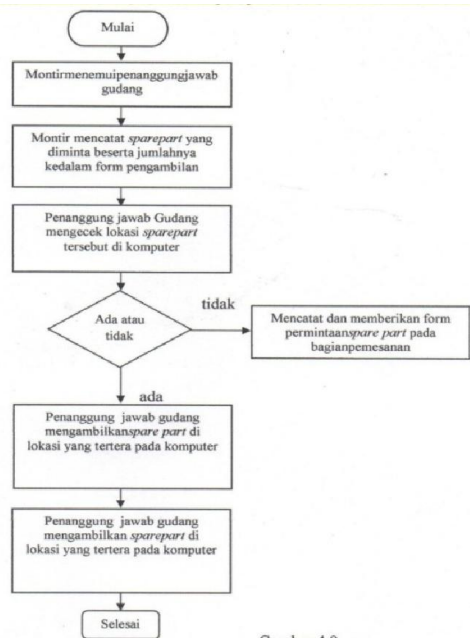 Mulai
Montirmenemuipenanggungjawab
gudang
Montir mencatat sparepart yang
diminta beserta jumlahnya
kedalam form pengambilan
Penanggung jawab Gudang
mengecek lokasi sparepart
tersebut di komputer
Ada atau
tidak
tidak
Mencatat dan memberikan form
permintaanspare part pada
bagianpemesanan
ada
Penanggung jawab gudang
mengambilkanspare part di
lokasi yang tertera pada komputer
Penanggung jawab gudang
mengambilkan sparepart di
lokasi yang tertera pada komputer
Selesai